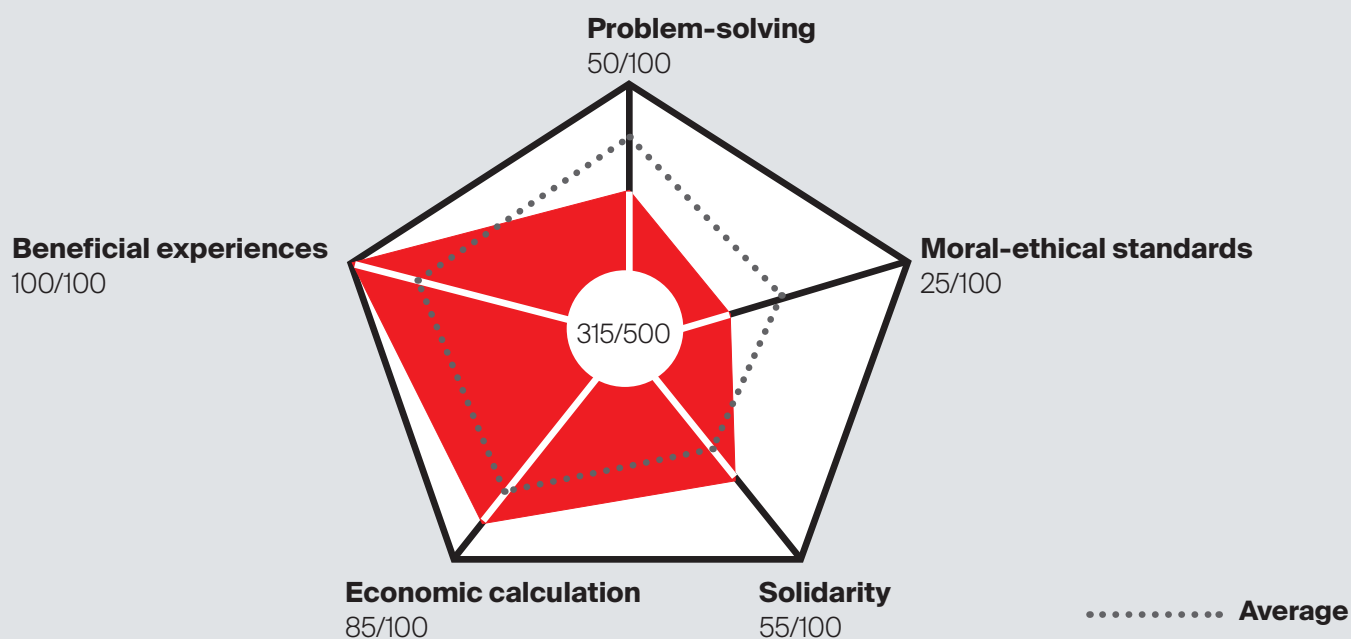 Problem-solving
50/100
Beneficial experiences
100/100
Moral-ethical standards
25/100
315/500
Economic calculation
85/100
Solidarity
55/100
Average